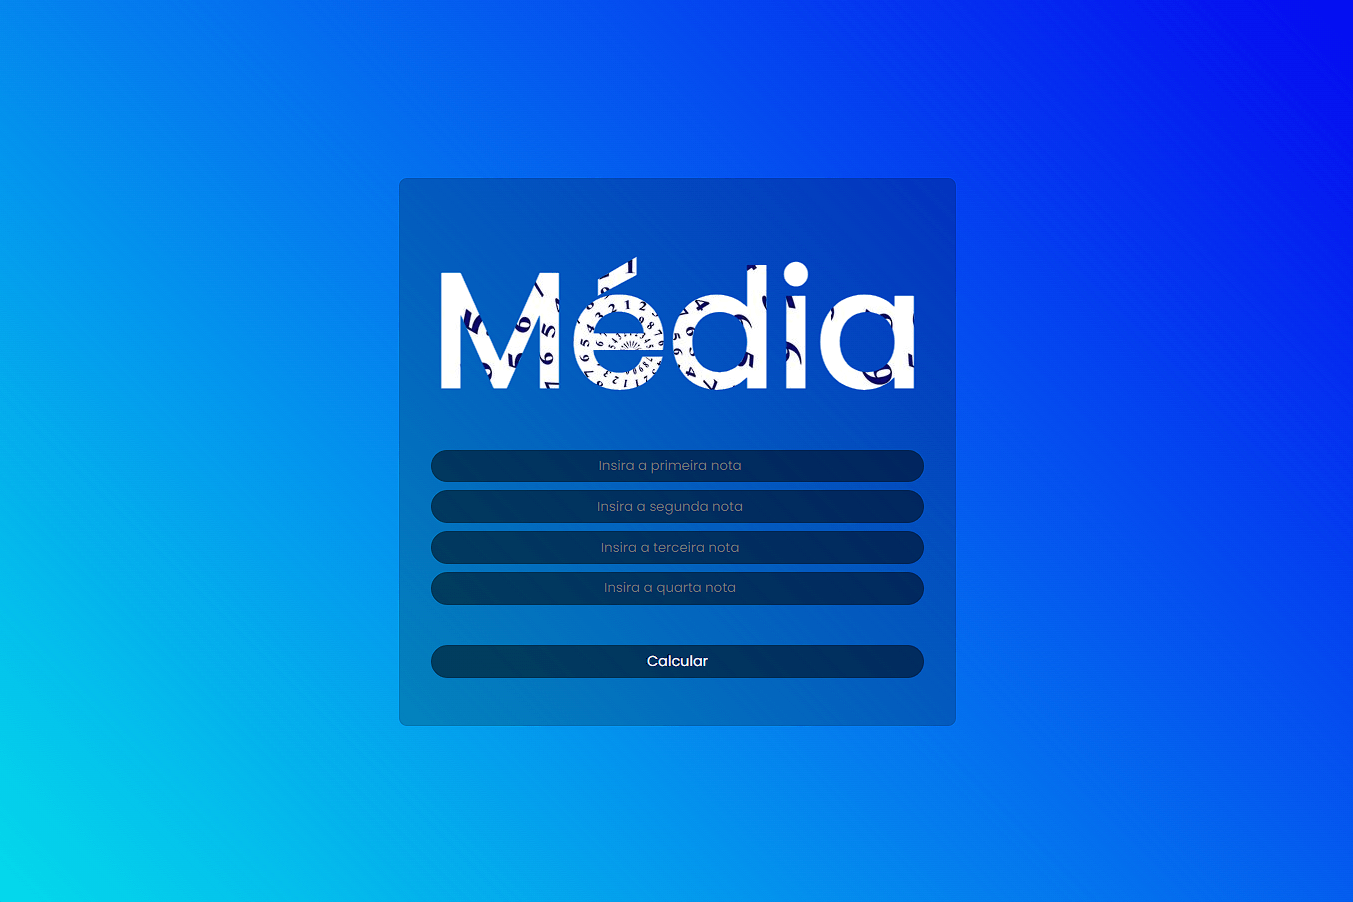 Média
Insira a primeira nota
Insira a segunda nota
Insira a terceira nota
Insira a quarta nota
Calcular